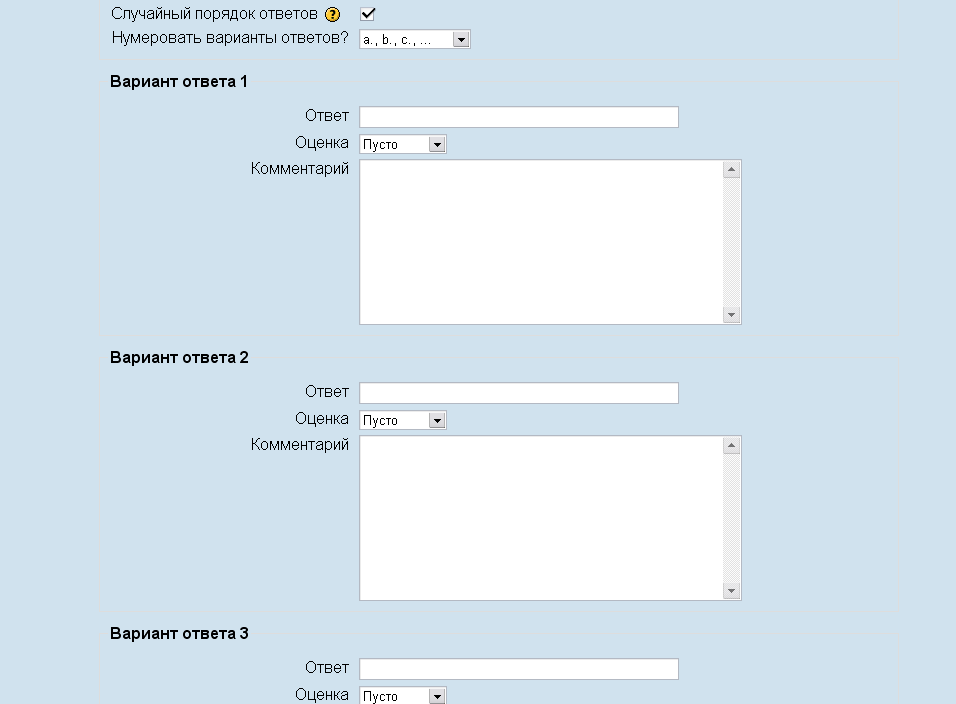 Случайный порядок ответов ?
Нумеровать варианты ответов? a., b., c., ...
Вариант ответа 1
Ответ
Оценка Пусто
Комментарий
Вариант ответа 2
Ответ
Оценка Пусто
Комментарий
Вариант ответа 3
Ответ
Оценка Пусто